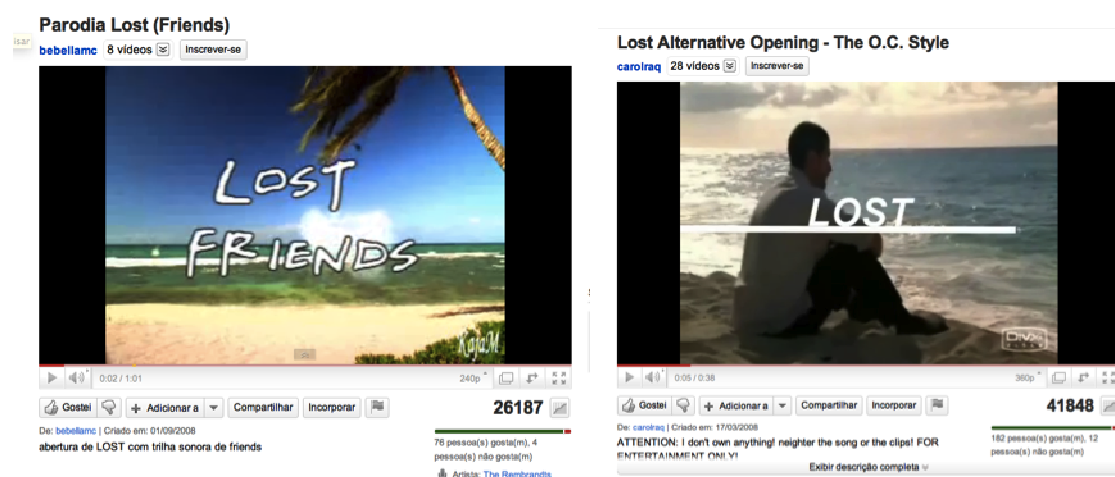 Parodia Lost (Friends)
bebellamc 8 vídeos Inscrever-se
LOST
FRIENDS
KajaM
0:02 / 1:01 240p
Gostei Adicionar a Compartilhar Incorporar 26187
De: bebellamc | Criado em: 01/09/2008
abertura de LOST com trilha sonora de friends
76 pessoa(s) gosta(m), 4
pessoa(s) não gosta(m)
Artista: The Rembrandts
isar
Lost Alternative Opening - The O.C. Style
carolraq 28 vídeos Inscrever-se
LOST
DivX
VIDEO
0:05 / 0:38 360p
Gostei Adicionar a Compartilhar Incorporar 41848
De: carolraq | Criado em: 17/03/2008
ATTENTION: I don't own anything! neighter the song or the clips! FOR
ENTERTAINMENT ONLY!
182 pessoa(s) gosta(m), 12
pessoa(s) não gosta(m)
Exibir descrição completa